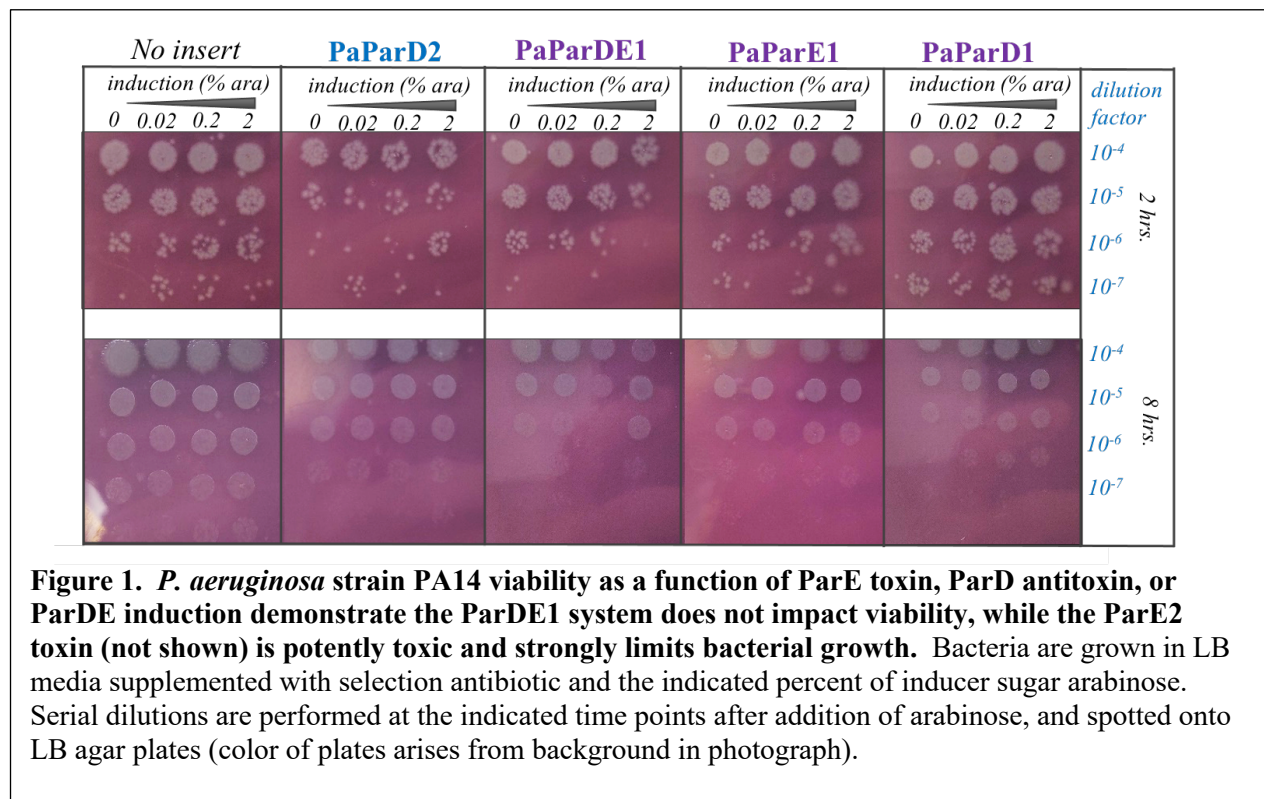 No insert PaParD2 PaParDE1 PaParE1 PaParD1
induction (% ara) induction (% ara) induction (% ara) induction (% ara) induction (% ara) dilution
factor
0 0.02 0.2 2 0 0.02 0.2 2 0 0.02 0.2 2 0 0.02 0.2 2 0 0.02 0.2 2
10⁻⁴
10⁻⁵
2 hrs.
10⁻⁶
10⁻⁷
10⁻⁴
10⁻⁵
8 hrs.
10⁻⁶
10⁻⁷
Figure 1. P. aeruginosa strain PA14 viability as a function of ParE toxin, ParD antitoxin, or
ParDE induction demonstrate the ParDE1 system does not impact viability, while the ParE2
toxin (not shown) is potently toxic and strongly limits bacterial growth. Bacteria are grown in LB
media supplemented with selection antibiotic and the indicated percent of inducer sugar arabinose.
Serial dilutions are performed at the indicated time points after addition of arabinose, and spotted onto
LB agar plates (color of plates arises from background in photograph).